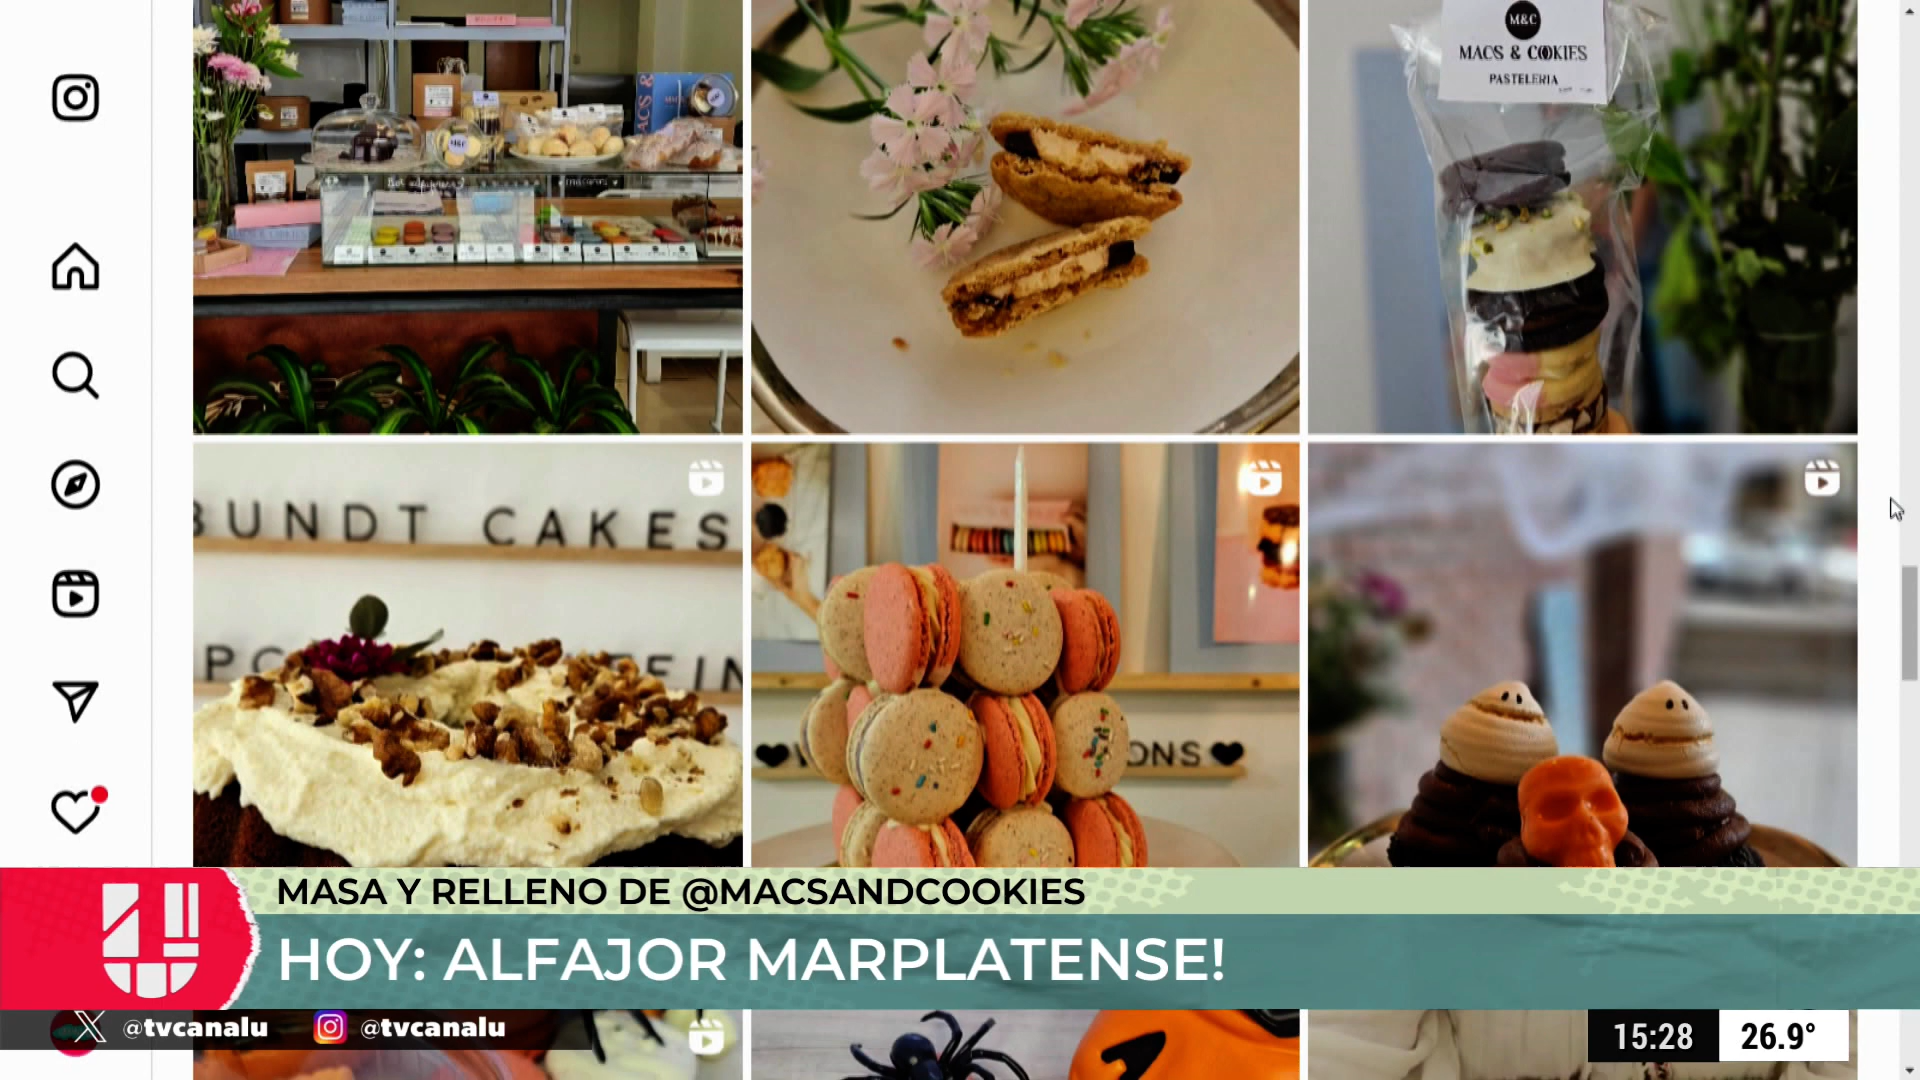 M&C
MACS & COOKIES
PASTELERIA
MACS &
M&C
BUNDT CAKES
ONS
MASA Y RELLENO DE @MACSANDCOOKIES
HOY: ALFAJOR MARPLATENSE!
@tvcanalu
@tvcanalu
15:28
26.9°